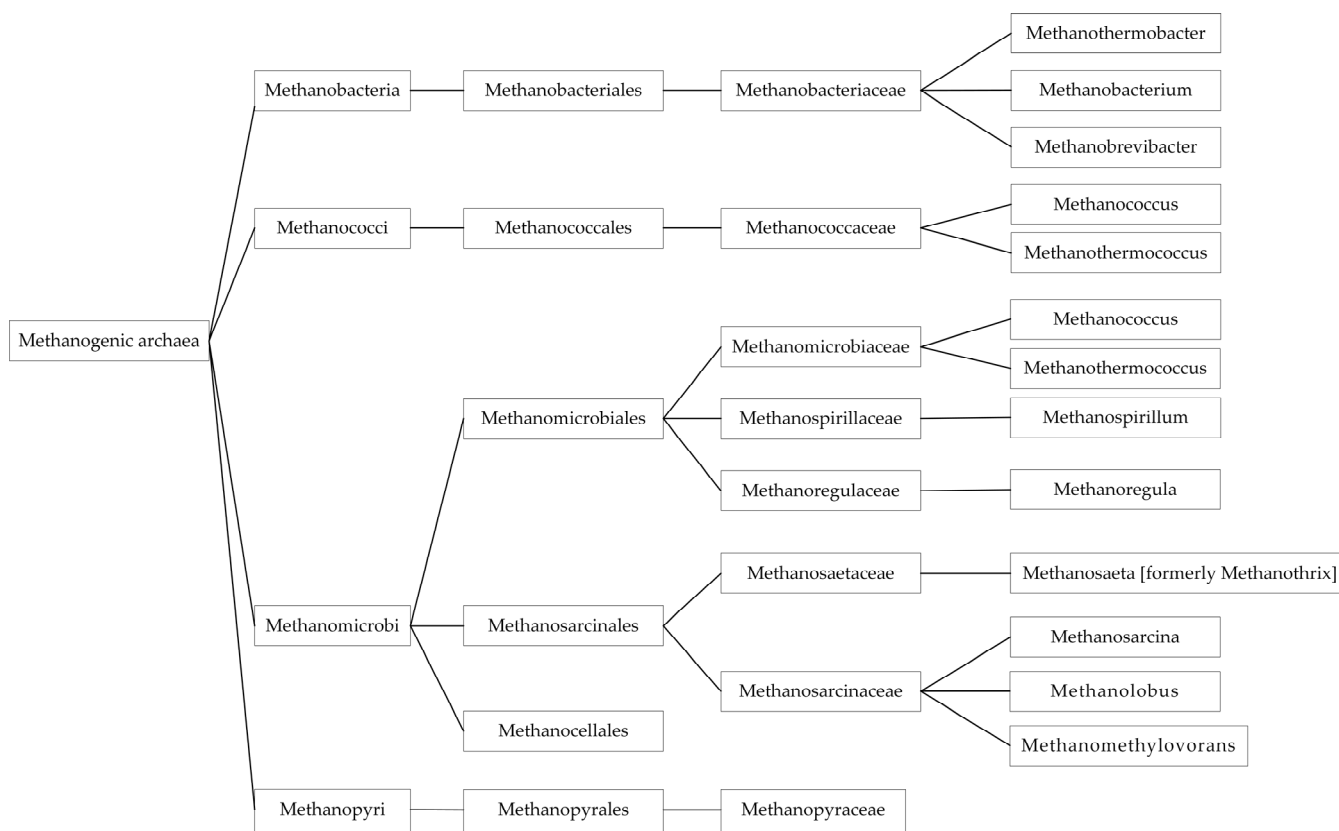 Methanogenic archaea
Methanobacteria
Methanobacteriales
Methanobacteriaceae
Methanothermobacter
Methanobacterium
Methanobrevibacter
Methanococci
Methanococcales
Methanococcaceae
Methanococcus
Methanothermococcus
Methanomicrobi
Methanomicrobiales
Methanomicrobiaceae
Methanococcus
Methanothermococcus
Methanospirillaceae
Methanospirillum
Methanoregulaceae
Methanoregula
Methanosarcinales
Methanosaetaceae
Methanosaeta [formerly Methanothrix]
Methanosarcinaceae
Methanosarcina
Methanolobus
Methanomethylovorans
Methanocellales
Methanopyri
Methanopyrales
Methanopyraceae